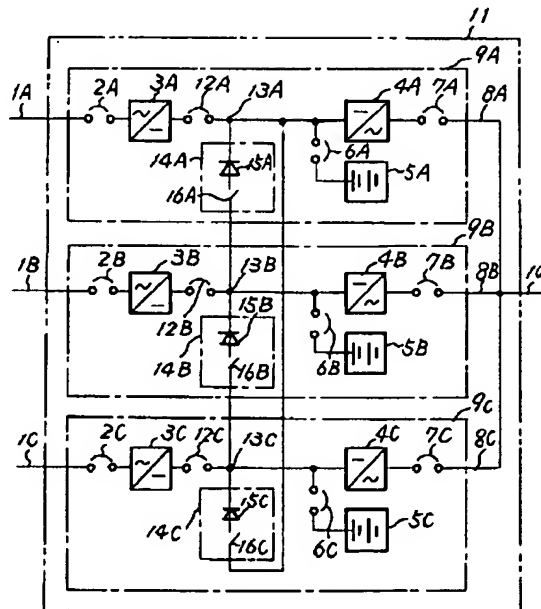 11
9A
1A 2A 3A 12A 13A 4A 7A 8A
14A 15A 6A 5A
16A
9B
1B 2B 3B 13B 4B 7B 8B 10
12B 15B
14B 16B 6B 5B
9C
1C 2C 3C 12C 13C 4C 7C 8C
15C
14C 16C 6C 5C